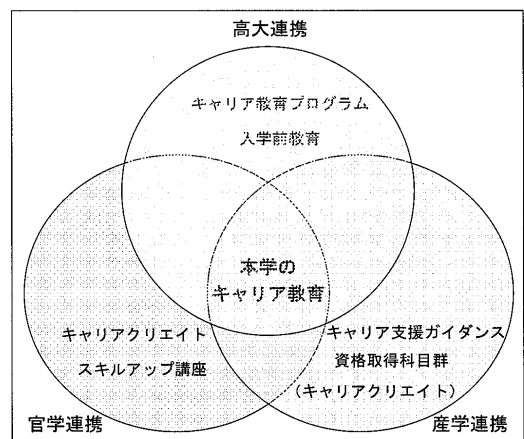 高大連携
キャリア教育プログラム
入学前教育
本学の
キャリア教育
キャリアクリエイト
スキルアップ講座
キャリア支援ガイダンス
資格取得科目群
（キャリアクリエイト）
官学連携
産学連携